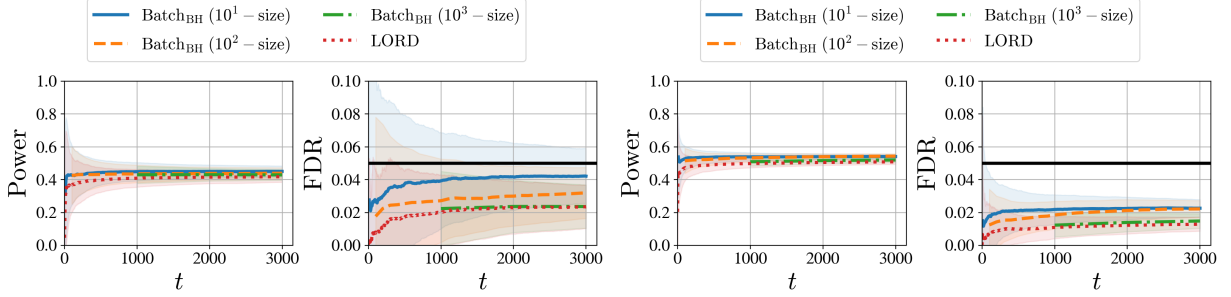 Batch_BH (10^1 − size)
Batch_BH (10^2 − size)
Batch_BH (10^3 − size)
LORD
Batch_BH (10^1 − size)
Batch_BH (10^2 − size)
Batch_BH (10^3 − size)
LORD
Power
1.0
0.8
0.6
0.4
0.2
0.0
0 1000 2000 3000
t
FDR
0.10
0.08
0.06
0.04
0.02
0.00
0 1000 2000 3000
t
Power
1.0
0.8
0.6
0.4
0.2
0.0
0 1000 2000 3000
t
FDR
0.10
0.08
0.06
0.04
0.02
0.00
0 1000 2000 3000
t